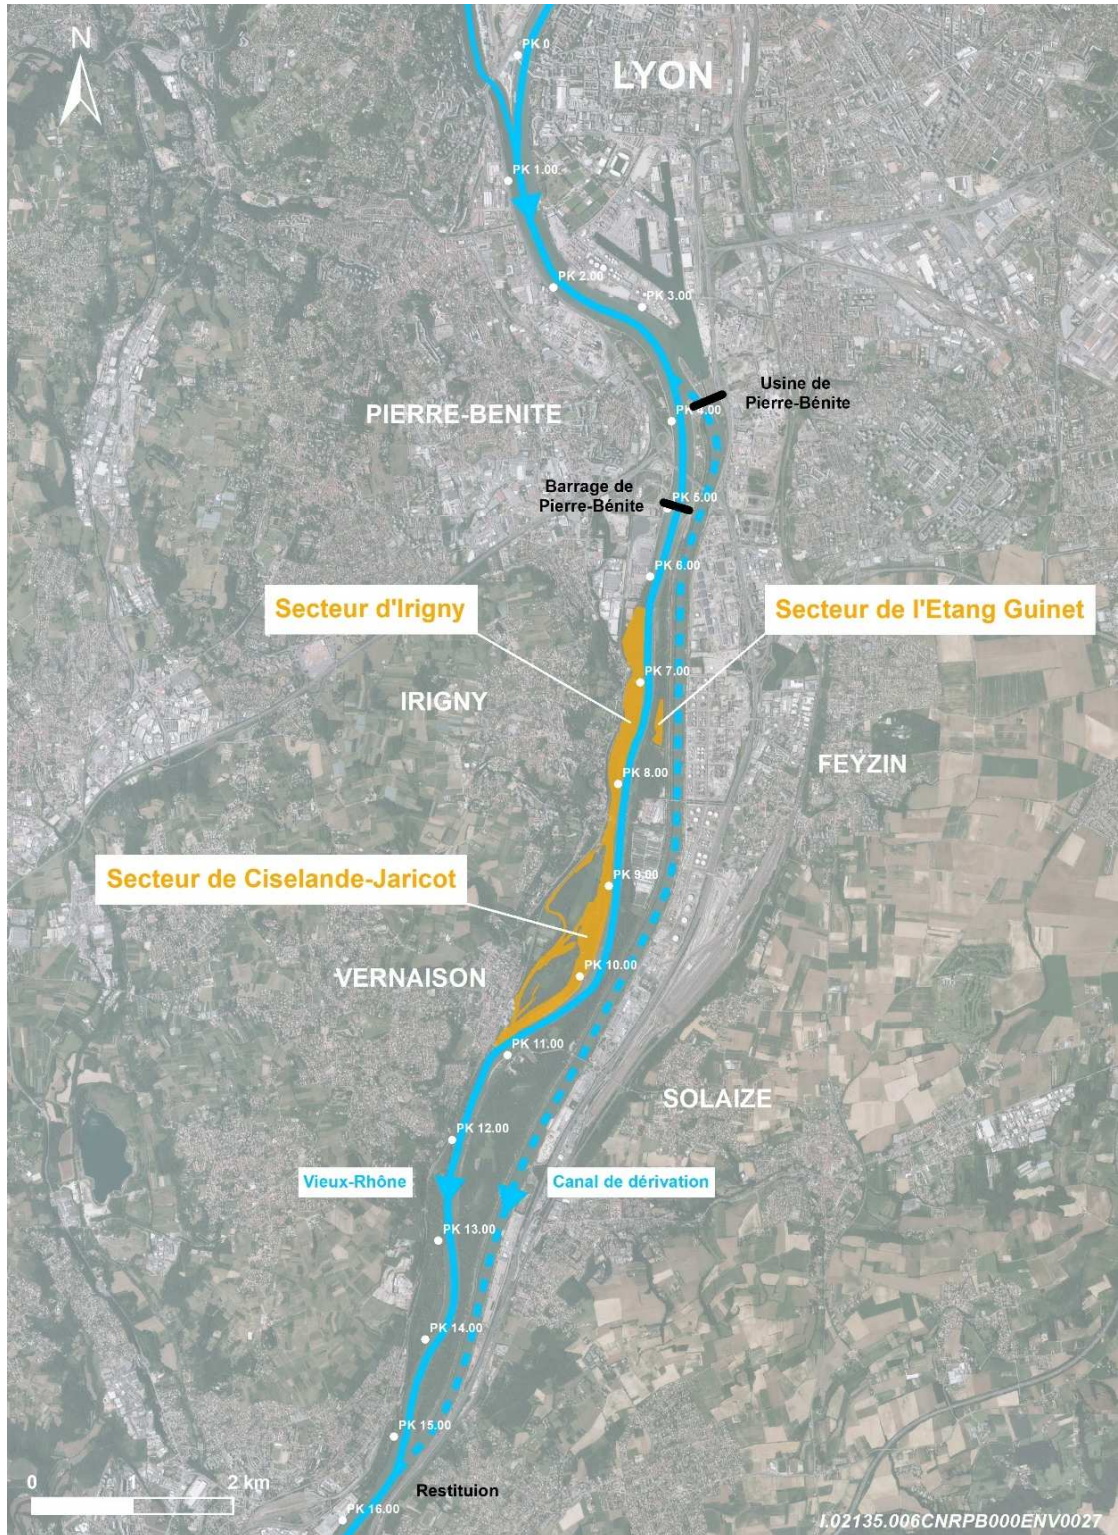 N
PK 0
LYON
PK 1.00
PK 2.00
PK 3.00
Usine de
Pierre-Bénite
PIERRE-BENITE
PK 4.00
Barrage de
Pierre-Bénite
PK 5.00
PK 6.00
Secteur d'Irigny
Secteur de l'Etang Guinet
PK 7.00
IRIGNY
FEYZIN
PK 8.00
Secteur de Ciselande-Jaricot
PK 9.00
VERNAISON
PK 10.00
PK 11.00
SOLAIZE
PK 12.00
Vieux-Rhône
Canal de dérivation
PK 13.00
PK 14.00
PK 15.00
0 1 2 km
Restituion
PK 16.00
I.02135.006CNRPB000ENV0027